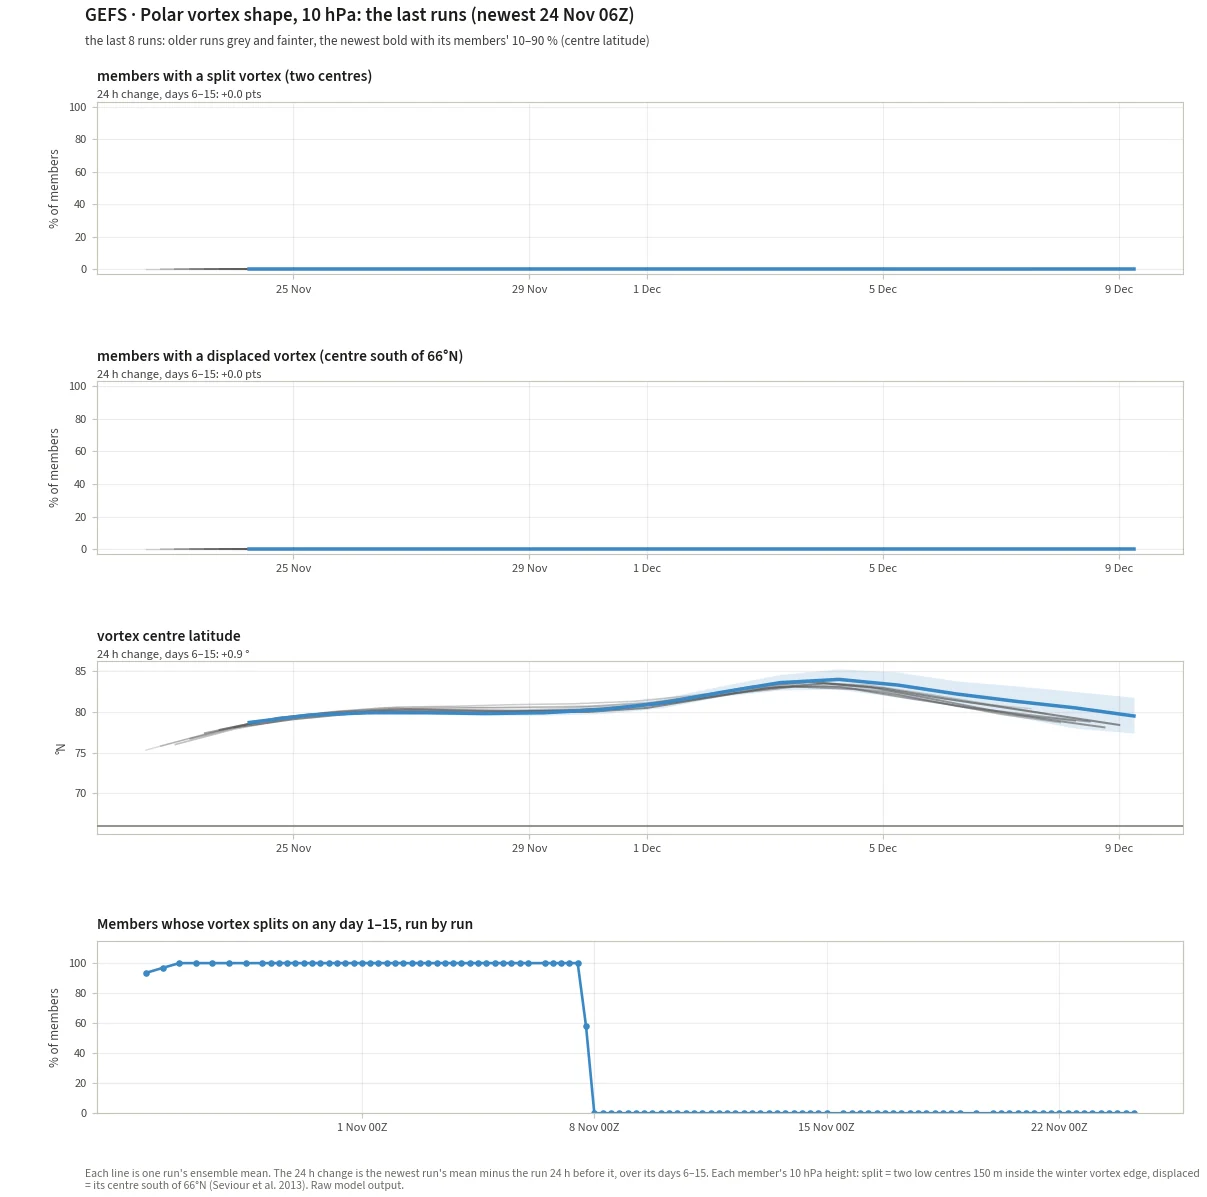 GEFS · Polar vortex shape, 10 hPa: the last runs (newest 24 Nov 06Z)
the last 8 runs: older runs grey and fainter, the newest bold with its members' 10–90 % (centre latitude)
members with a split vortex (two centres)
24 h change, days 6–15: +0.0 pts
100
80
60
40
20
0
% of members
25 Nov
29 Nov
1 Dec
5 Dec
9 Dec
members with a displaced vortex (centre south of 66°N)
24 h change, days 6–15: +0.0 pts
100
80
60
40
20
0
% of members
25 Nov
29 Nov
1 Dec
5 Dec
9 Dec
vortex centre latitude
24 h change, days 6–15: +0.9 °
85
80
75
70
°N
25 Nov
29 Nov
1 Dec
5 Dec
9 Dec
Members whose vortex splits on any day 1–15, run by run
100
80
60
40
20
0
% of members
1 Nov 00Z
8 Nov 00Z
15 Nov 00Z
22 Nov 00Z
Each line is one run's ensemble mean. The 24 h change is the newest run's mean minus the run 24 h before it, over its days 6–15. Each member's 10 hPa height: split = two low centres 150 m inside the winter vortex edge, displaced
= its centre south of 66°N (Seviour et al. 2013). Raw model output.